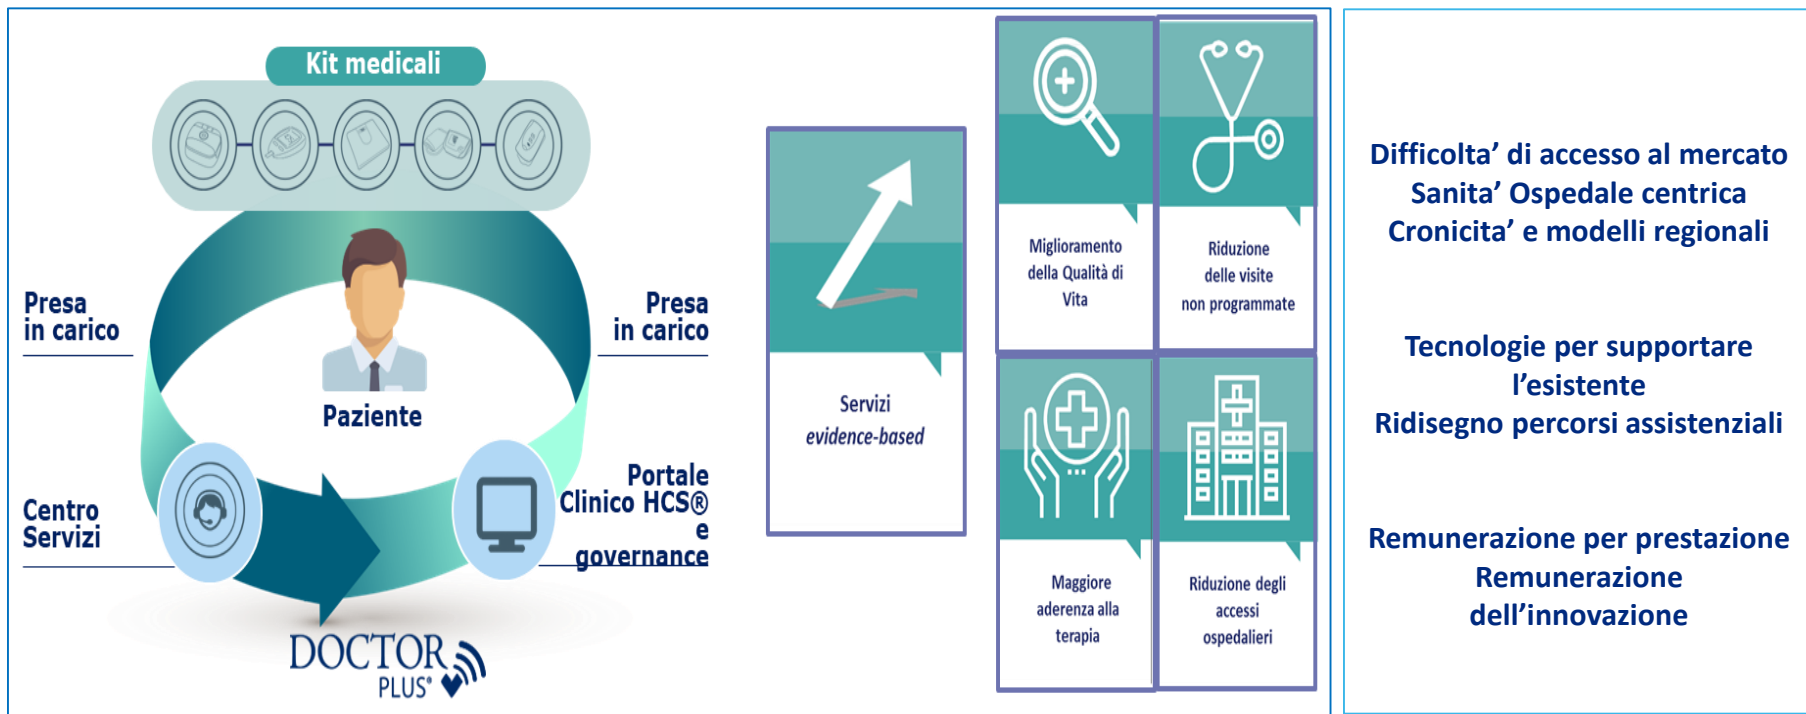 Kit medicali
Presa
in carico
Presa
in carico
Paziente
Centro
Servizi
Portale
Clinico HCS®
e
governance
DOCTOR
PLUS®
Servizi
evidence-based
Miglioramento
della Qualità di
Vita
Riduzione
delle visite
non programmate
Maggiore
aderenza alla
terapia
Riduzione degli
accessi
ospedalieri
Difficolta’ di accesso al mercato
Sanita’ Ospedale centrica
Cronicita’ e modelli regionali
Tecnologie per supportare
l’esistente
Ridisegno percorsi assistenziali
Remunerazione per prestazione
Remunerazione
dell’innovazione